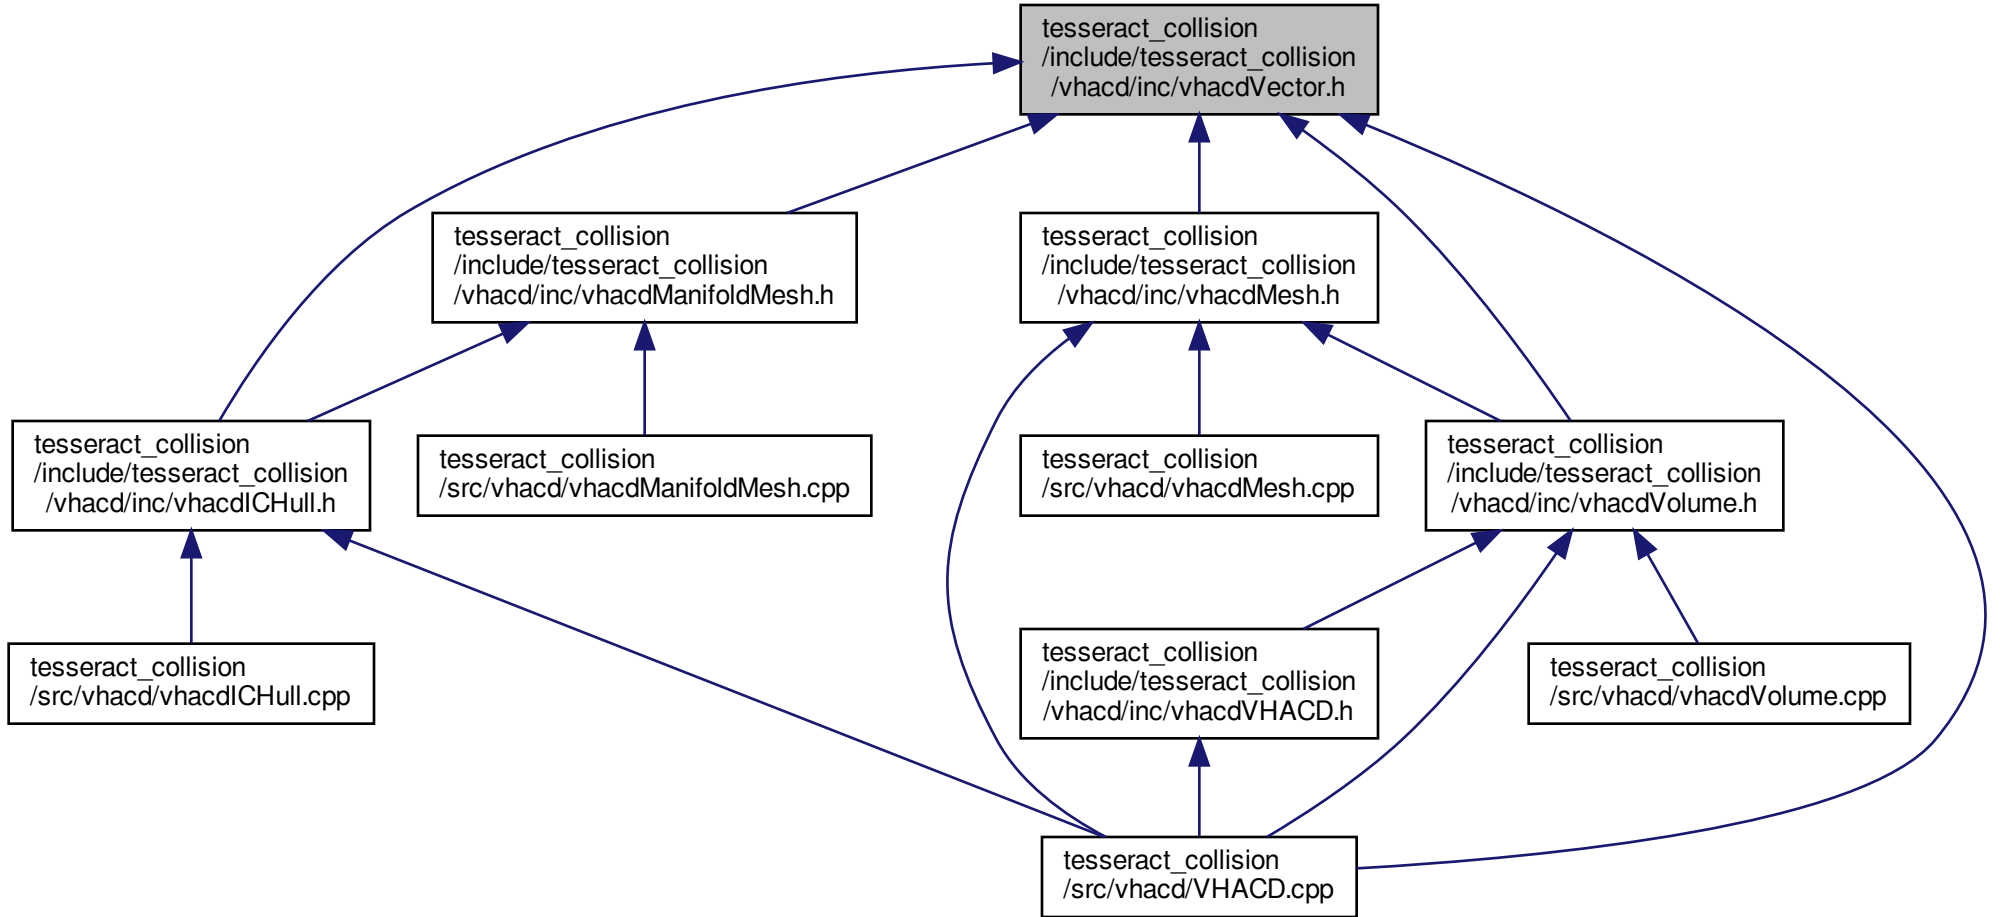 tesseract_collision
/include/tesseract_collision
/vhacd/inc/vhacdVector.h
tesseract_collision
/include/tesseract_collision
/vhacd/inc/vhacdManifoldMesh.h
tesseract_collision
/include/tesseract_collision
/vhacd/inc/vhacdMesh.h
tesseract_collision
/include/tesseract_collision
/vhacd/inc/vhacdICHull.h
tesseract_collision
/src/vhacd/vhacdManifoldMesh.cpp
tesseract_collision
/src/vhacd/vhacdMesh.cpp
tesseract_collision
/include/tesseract_collision
/vhacd/inc/vhacdVolume.h
tesseract_collision
/src/vhacd/vhacdICHull.cpp
tesseract_collision
/include/tesseract_collision
/vhacd/inc/vhacdVHACD.h
tesseract_collision
/src/vhacd/vhacdVolume.cpp
tesseract_collision
/src/vhacd/VHACD.cpp